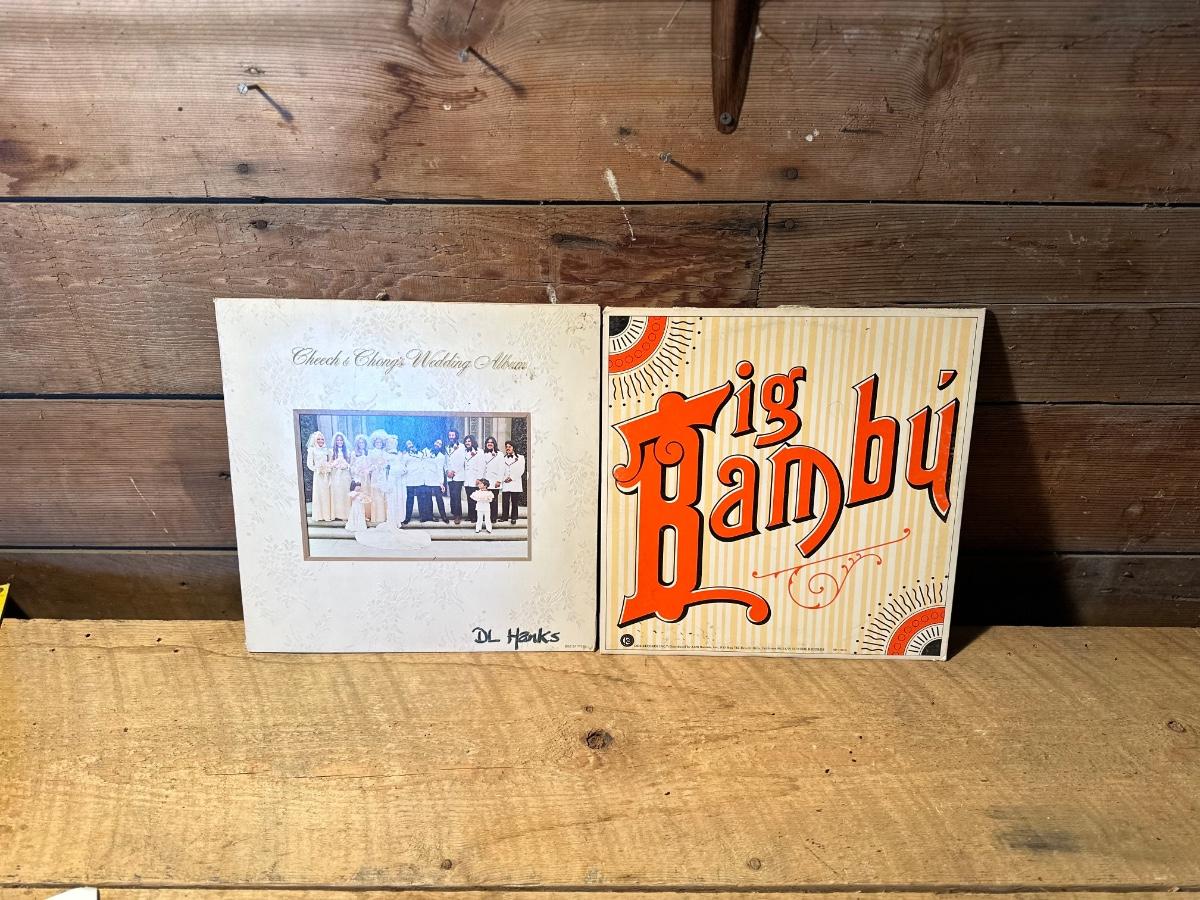 Cheech & Chong's Wedding Album
DL Hanks
Big
Bambú